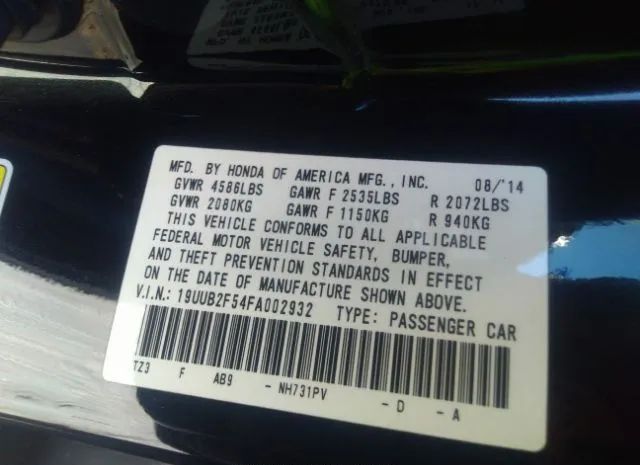 MFD. BY HONDA OF AMERICA MFG., INC. 08/'14
GVWR 4586LBS GAWR F 2535LBS R 2072LBS
GVWR 2080KG GAWR F 1150KG R 940KG
THIS VEHICLE CONFORMS TO ALL APPLICABLE
FEDERAL MOTOR VEHICLE SAFETY, BUMPER,
AND THEFT PREVENTION STANDARDS IN EFFECT
ON THE DATE OF MANUFACTURE SHOWN ABOVE.
V.I.N.: 19UUB2F54FA002932 TYPE: PASSENGER CAR
TZ3 F AB9 - NH731PV - D - A